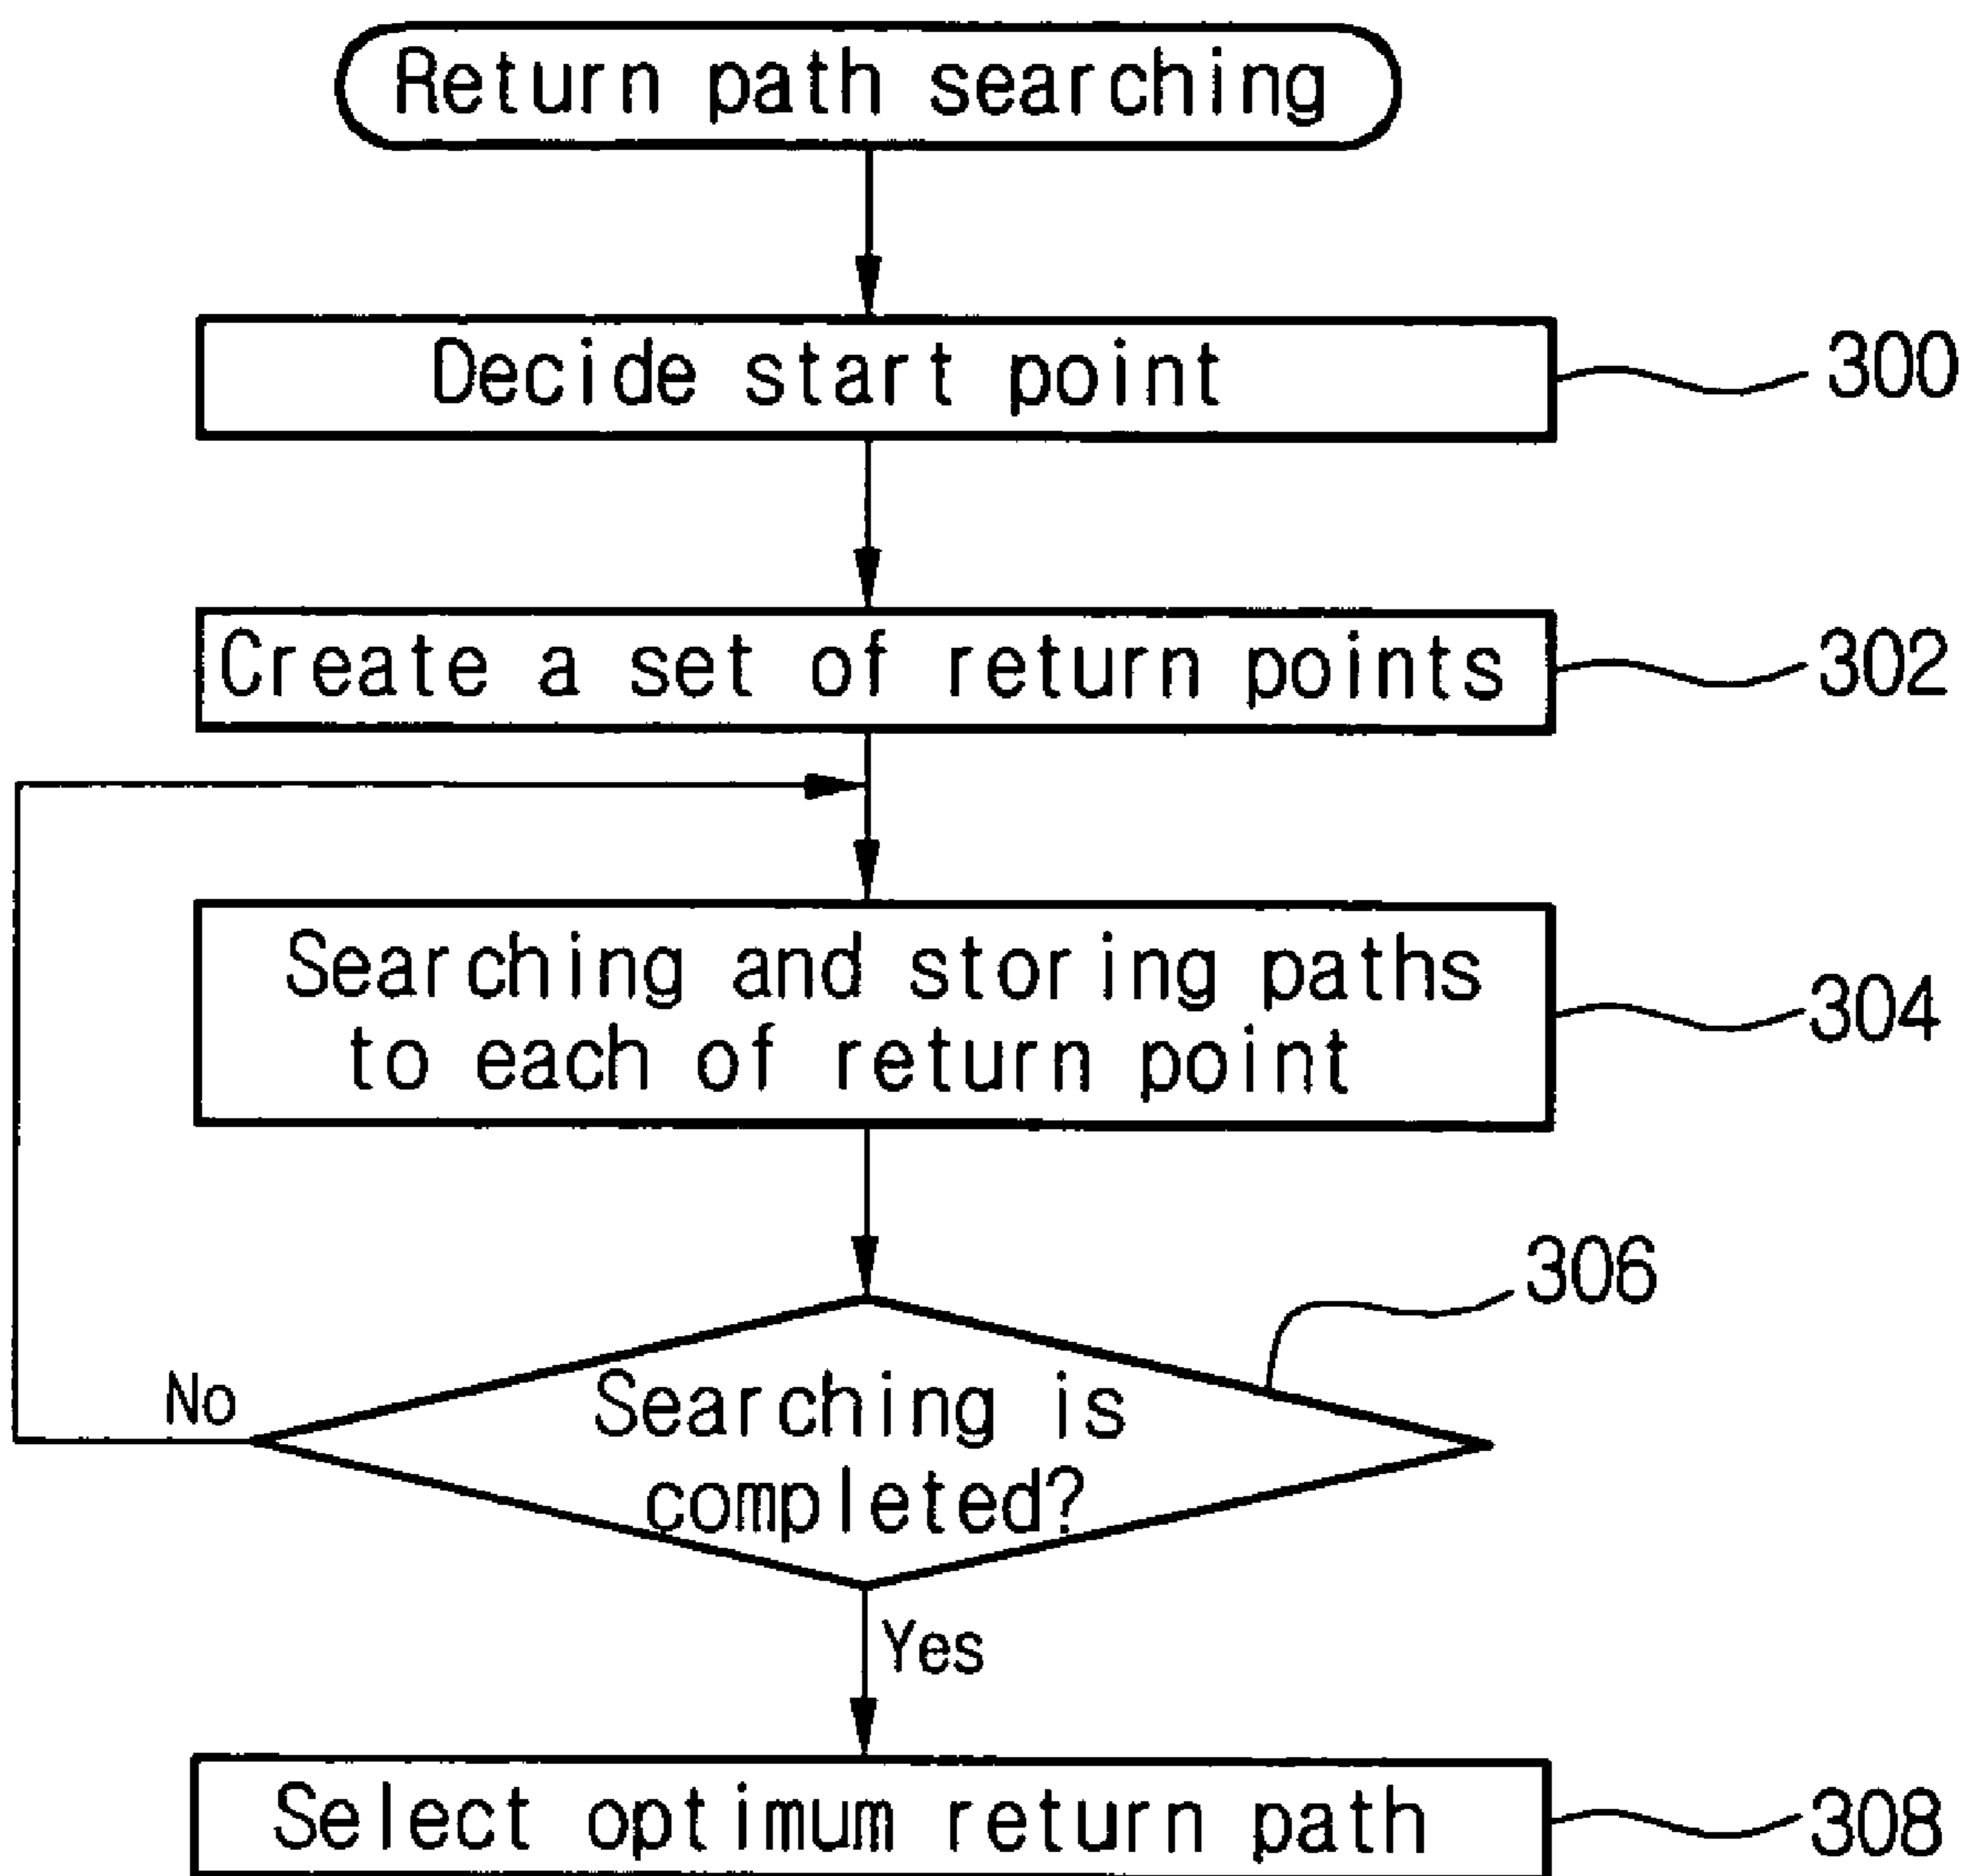 Return path searching
Decide start point
300
Create a set of return points
302
Searching and storing paths
to each of return point
304
306
No
Searching is
completed?
Yes
Select optimum return path
308